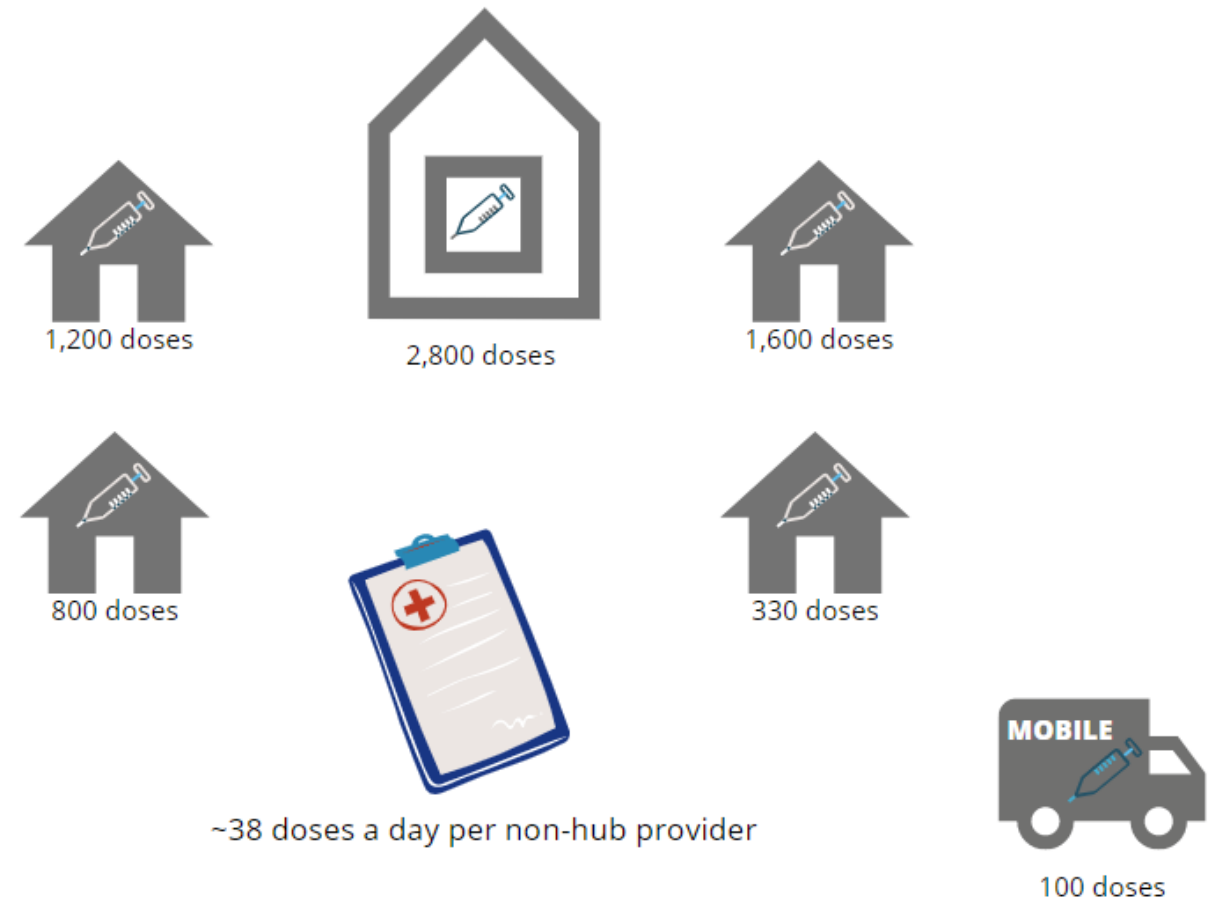 1,200 doses
2,800 doses
1,600 doses
800 doses
330 doses
~38 doses a day per non-hub provider
MOBILE
100 doses